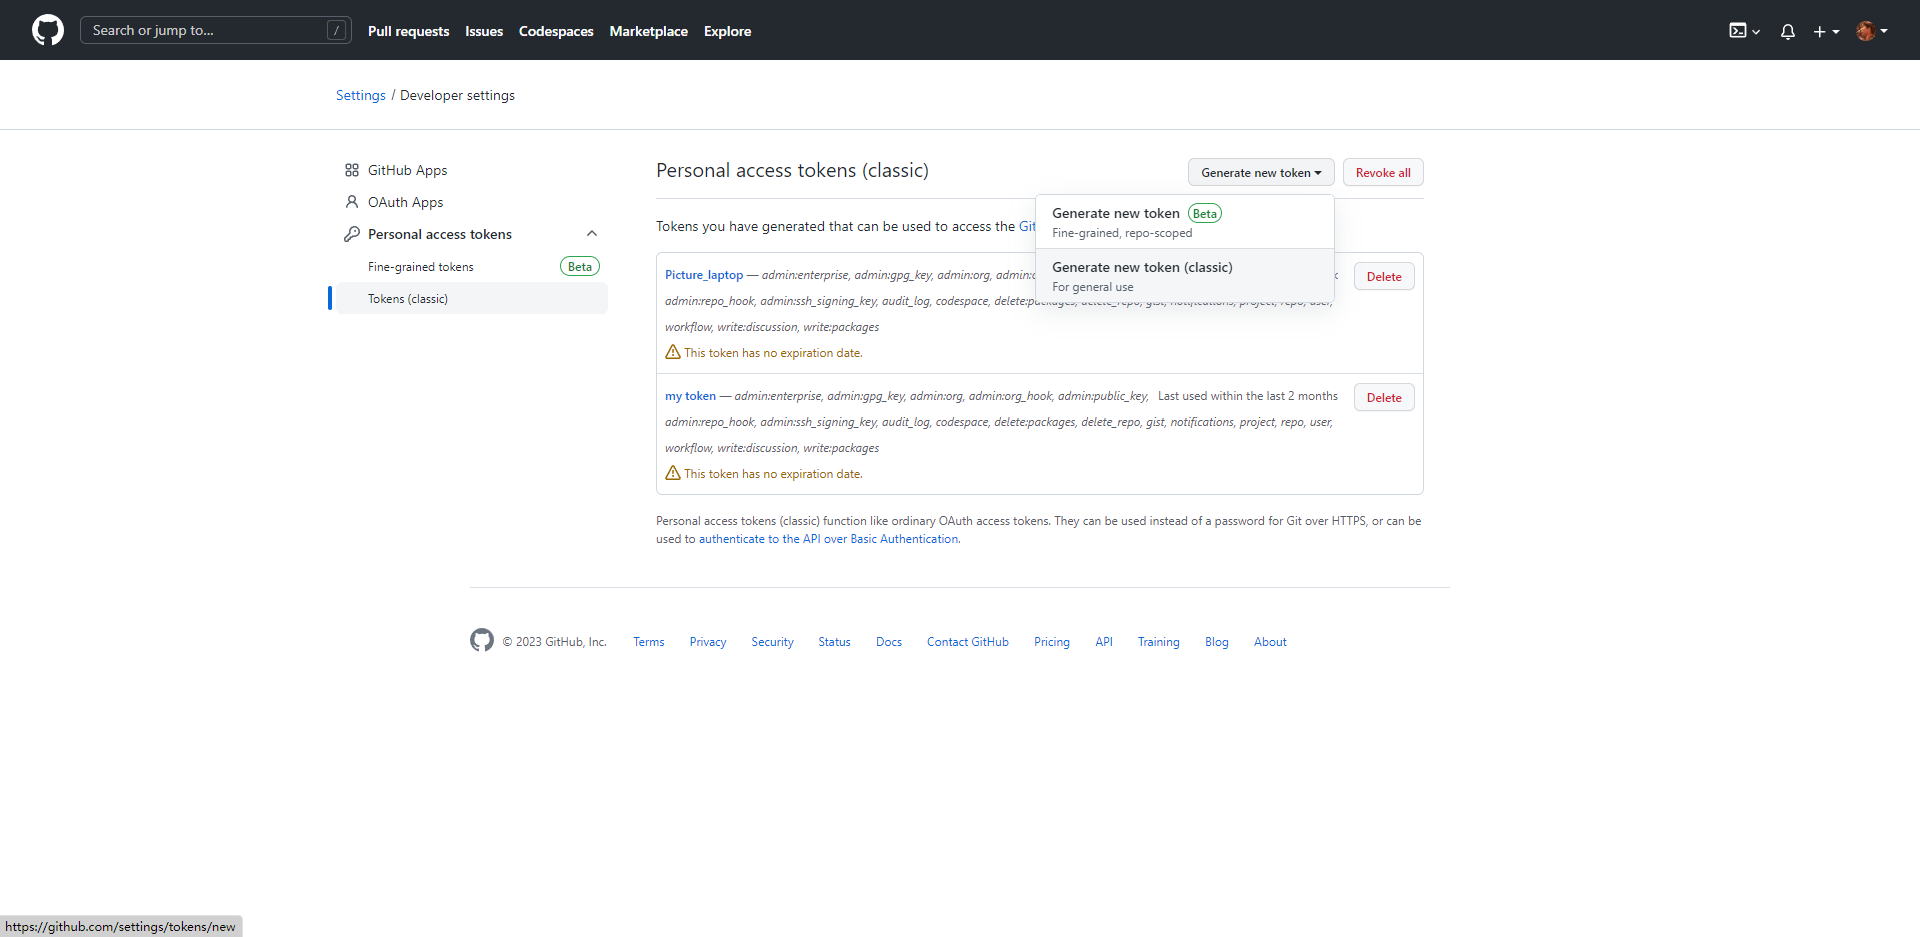 Search or jump to... /
Pull requests Issues Codespaces Marketplace Explore
Settings / Developer settings
GitHub Apps
OAuth Apps
Personal access tokens
Fine-grained tokens Beta
Tokens (classic)
Personal access tokens (classic) Generate new token Revoke all
Generate new token Beta
Fine-grained, repo-scoped
Generate new token (classic)
For general use
Tokens you have generated that can be used to access the
Picture_laptop — admin:enterprise, admin:gpg_key, admin:org, Delete
admin:repo_hook, admin:ssh_signing_key, audit_log, codespace, delete:packages, delete_repo, gist, notifications, project, repo, user,
workflow, write:discussion, write:packages
This token has no expiration date.
my token — admin:enterprise, admin:gpg_key, admin:org, admin:org_hook, admin:public_key, Last used within the last 2 months Delete
admin:repo_hook, admin:ssh_signing_key, audit_log, codespace, delete:packages, delete_repo, gist, notifications, project, repo, user,
workflow, write:discussion, write:packages
This token has no expiration date.
Personal access tokens (classic) function like ordinary OAuth access tokens. They can be used instead of a password for Git over HTTPS, or can be
used to authenticate to the API over Basic Authentication.
© 2023 GitHub, Inc. Terms Privacy Security Status Docs Contact GitHub Pricing API Training Blog About
https://github.com/settings/tokens/new